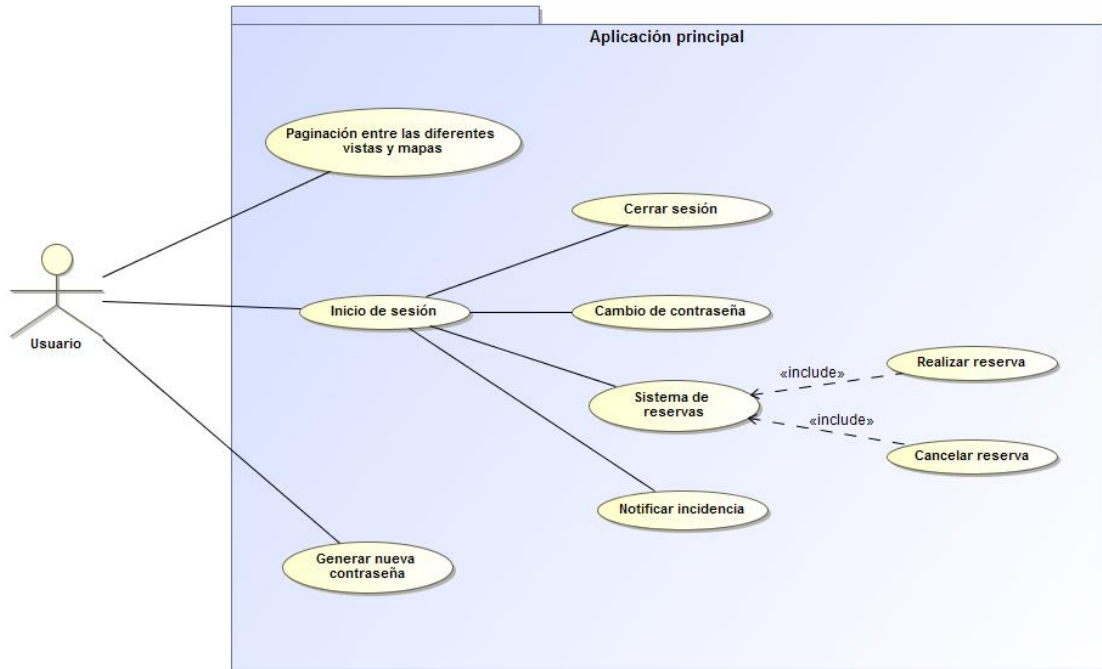 Aplicación principal
Paginación entre las diferentes
vistas y mapas
Cerrar sesión
Inicio de sesión
Cambio de contraseña
Usuario
Realizar reserva
«include»
Sistema de
reservas
«include»
Cancelar reserva
Notificar incidencia
Generar nueva
contraseña